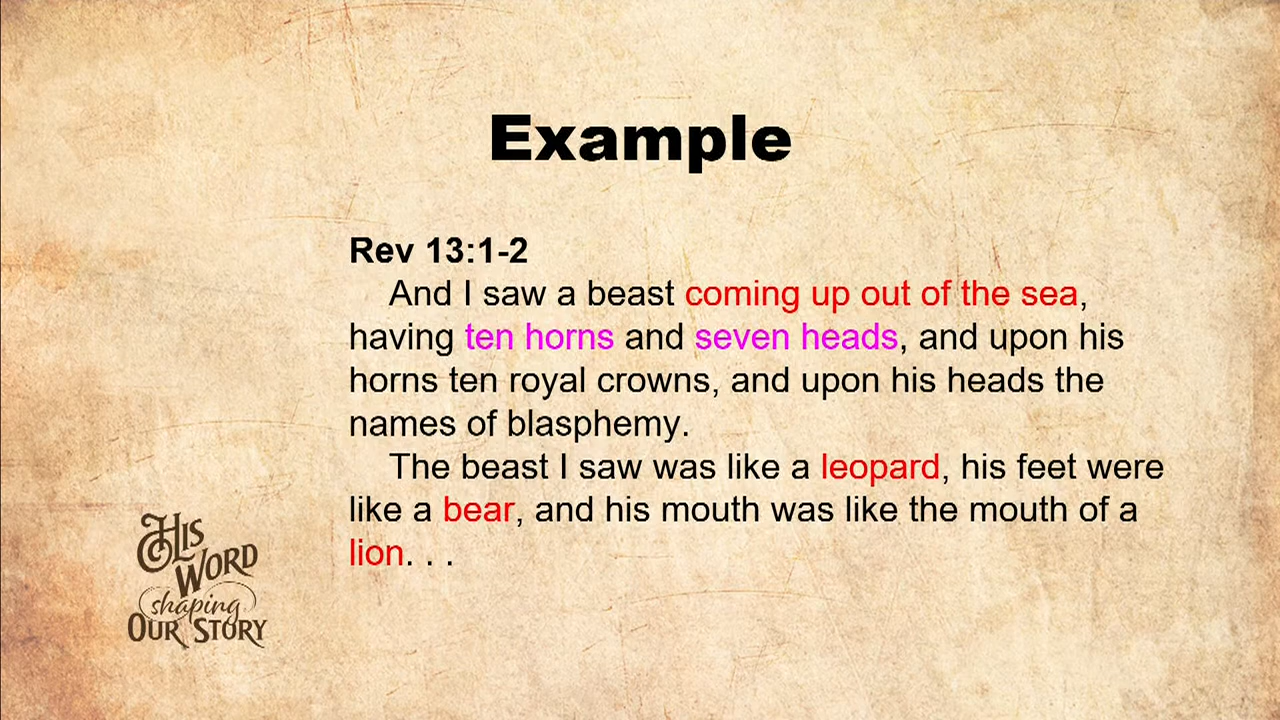 Example
Rev 13:1-2
And I saw a beast coming up out of the sea,
having ten horns and seven heads, and upon his
horns ten royal crowns, and upon his heads the
names of blasphemy.
The beast I saw was like a leopard, his feet were
like a bear, and his mouth was like the mouth of a
lion. . .
HIS
WORD
shaping
OUR STORY